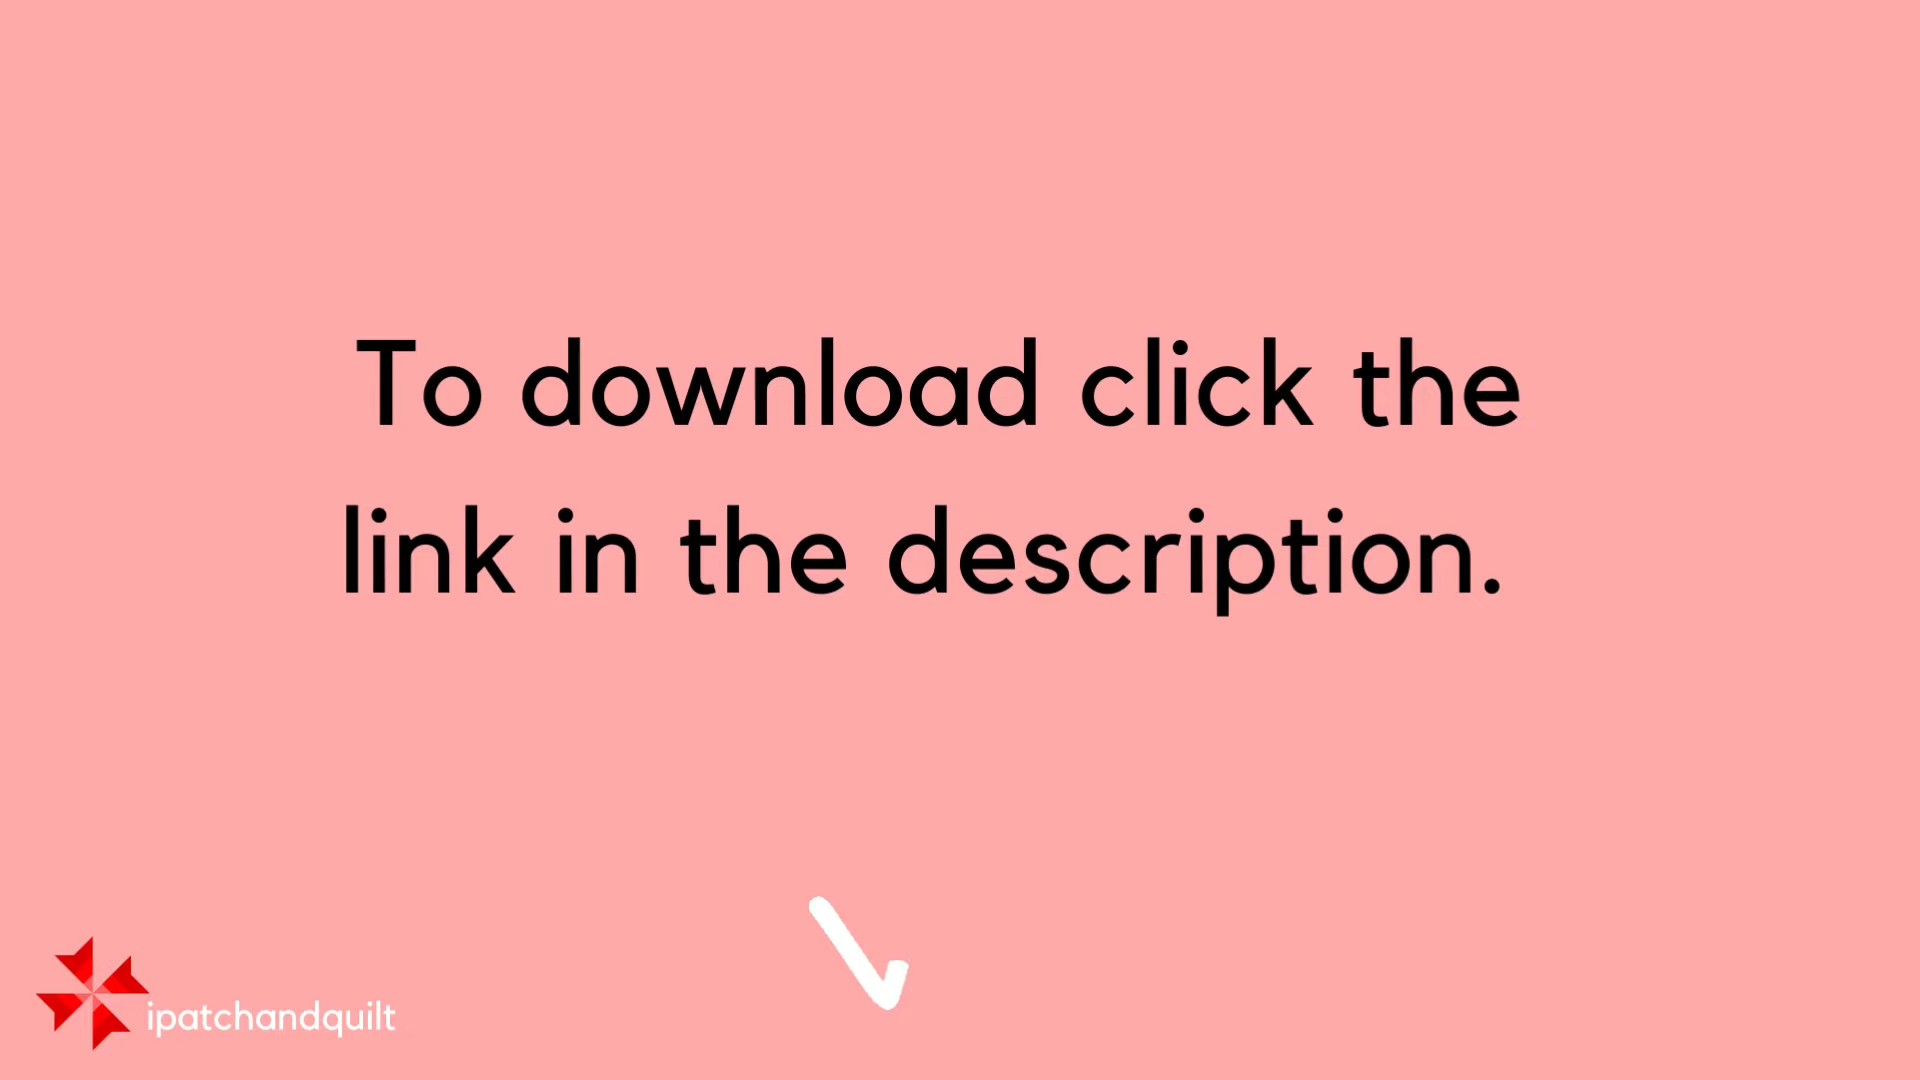 To download click the
link in the description.
ipatchandquilt